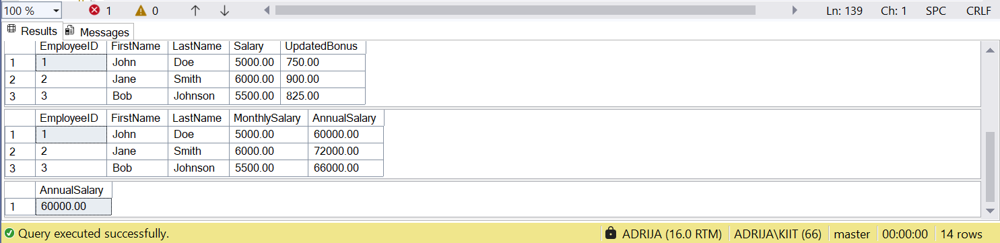 100 % 1 0 Ln: 139 Ch: 1 SPC CRLF
Results Messages
EmployeeID FirstName LastName Salary UpdatedBonus
1 1 John Doe 5000.00 750.00
2 2 Jane Smith 6000.00 900.00
3 3 Bob Johnson 5500.00 825.00
EmployeeID FirstName LastName MonthlySalary AnnualSalary
1 1 John Doe 5000.00 60000.00
2 2 Jane Smith 6000.00 72000.00
3 3 Bob Johnson 5500.00 66000.00
AnnualSalary
1 60000.00
Query executed successfully. ADRIJA (16.0 RTM) ADRIJA\KIIT (66) master 00:00:00 14 rows